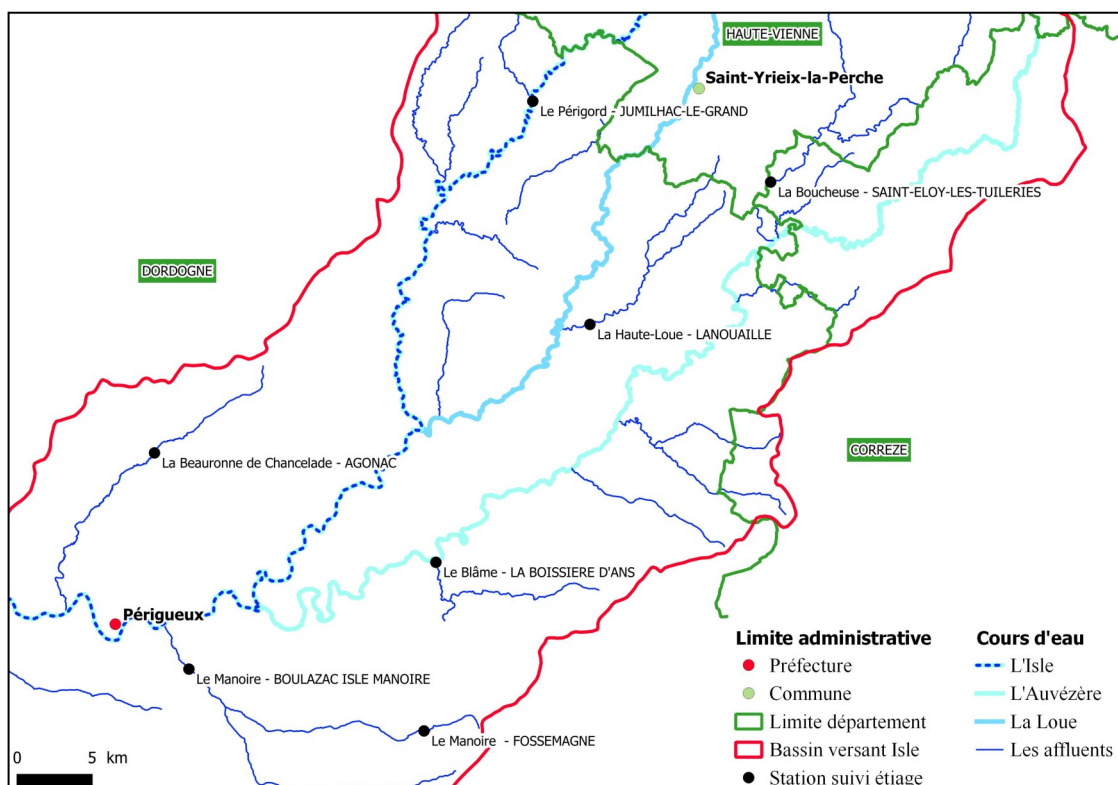 HAUTE-VIENNE
Saint-Yrieix-la-Perche
Le Périgord - JUMILHAC-LE-GRAND
La Boucheuse - SAINT-ELOY-LES-TUILERIES
DORDOGNE
La Haute-Loue - LANOUAILLE
CORREZE
La Beauronne de Chancelade - AGONAC
Le Blâme - LA BOISSIERE D'ANS
Périgueux
Le Manoire - BOULAZAC ISLE MANOIRE
Le Manoire - FOSSEMAGNE
Limite administrative
Préfecture
Commune
Limite département
Bassin versant Isle
Station suivi étiage
Cours d'eau
L'Isle
L'Auvézère
La Loue
Les affluents
0 5 km